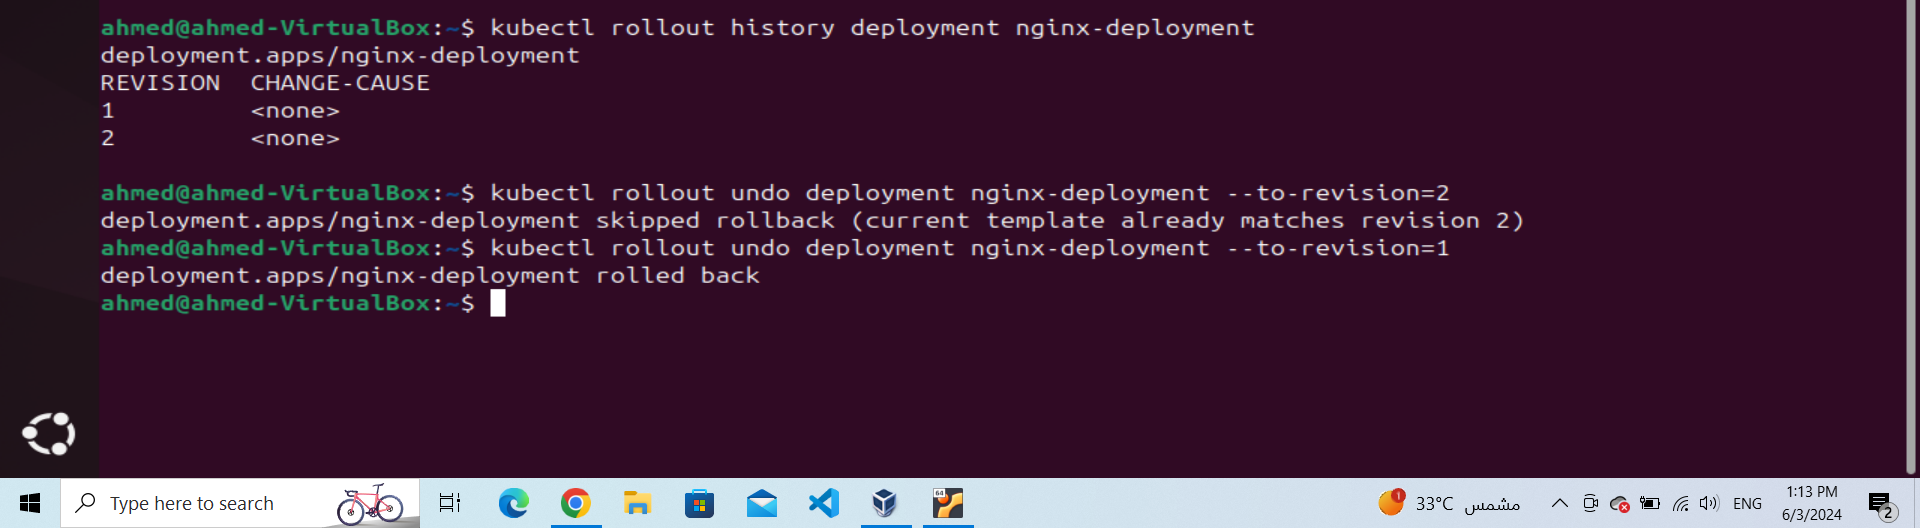 ahmed@ahmed-VirtualBox:~$ kubectl rollout history deployment nginx-deployment
deployment.apps/nginx-deployment
REVISION  CHANGE-CAUSE
1         <none>
2         <none>
ahmed@ahmed-VirtualBox:~$ kubectl rollout undo deployment nginx-deployment --to-revision=2
deployment.apps/nginx-deployment skipped rollback (current template already matches revision 2)
ahmed@ahmed-VirtualBox:~$ kubectl rollout undo deployment nginx-deployment --to-revision=1
deployment.apps/nginx-deployment rolled back
ahmed@ahmed-VirtualBox:~$
Type here to search
64
1
33°C مشمس
ENG
1:13 PM
6/3/2024
2